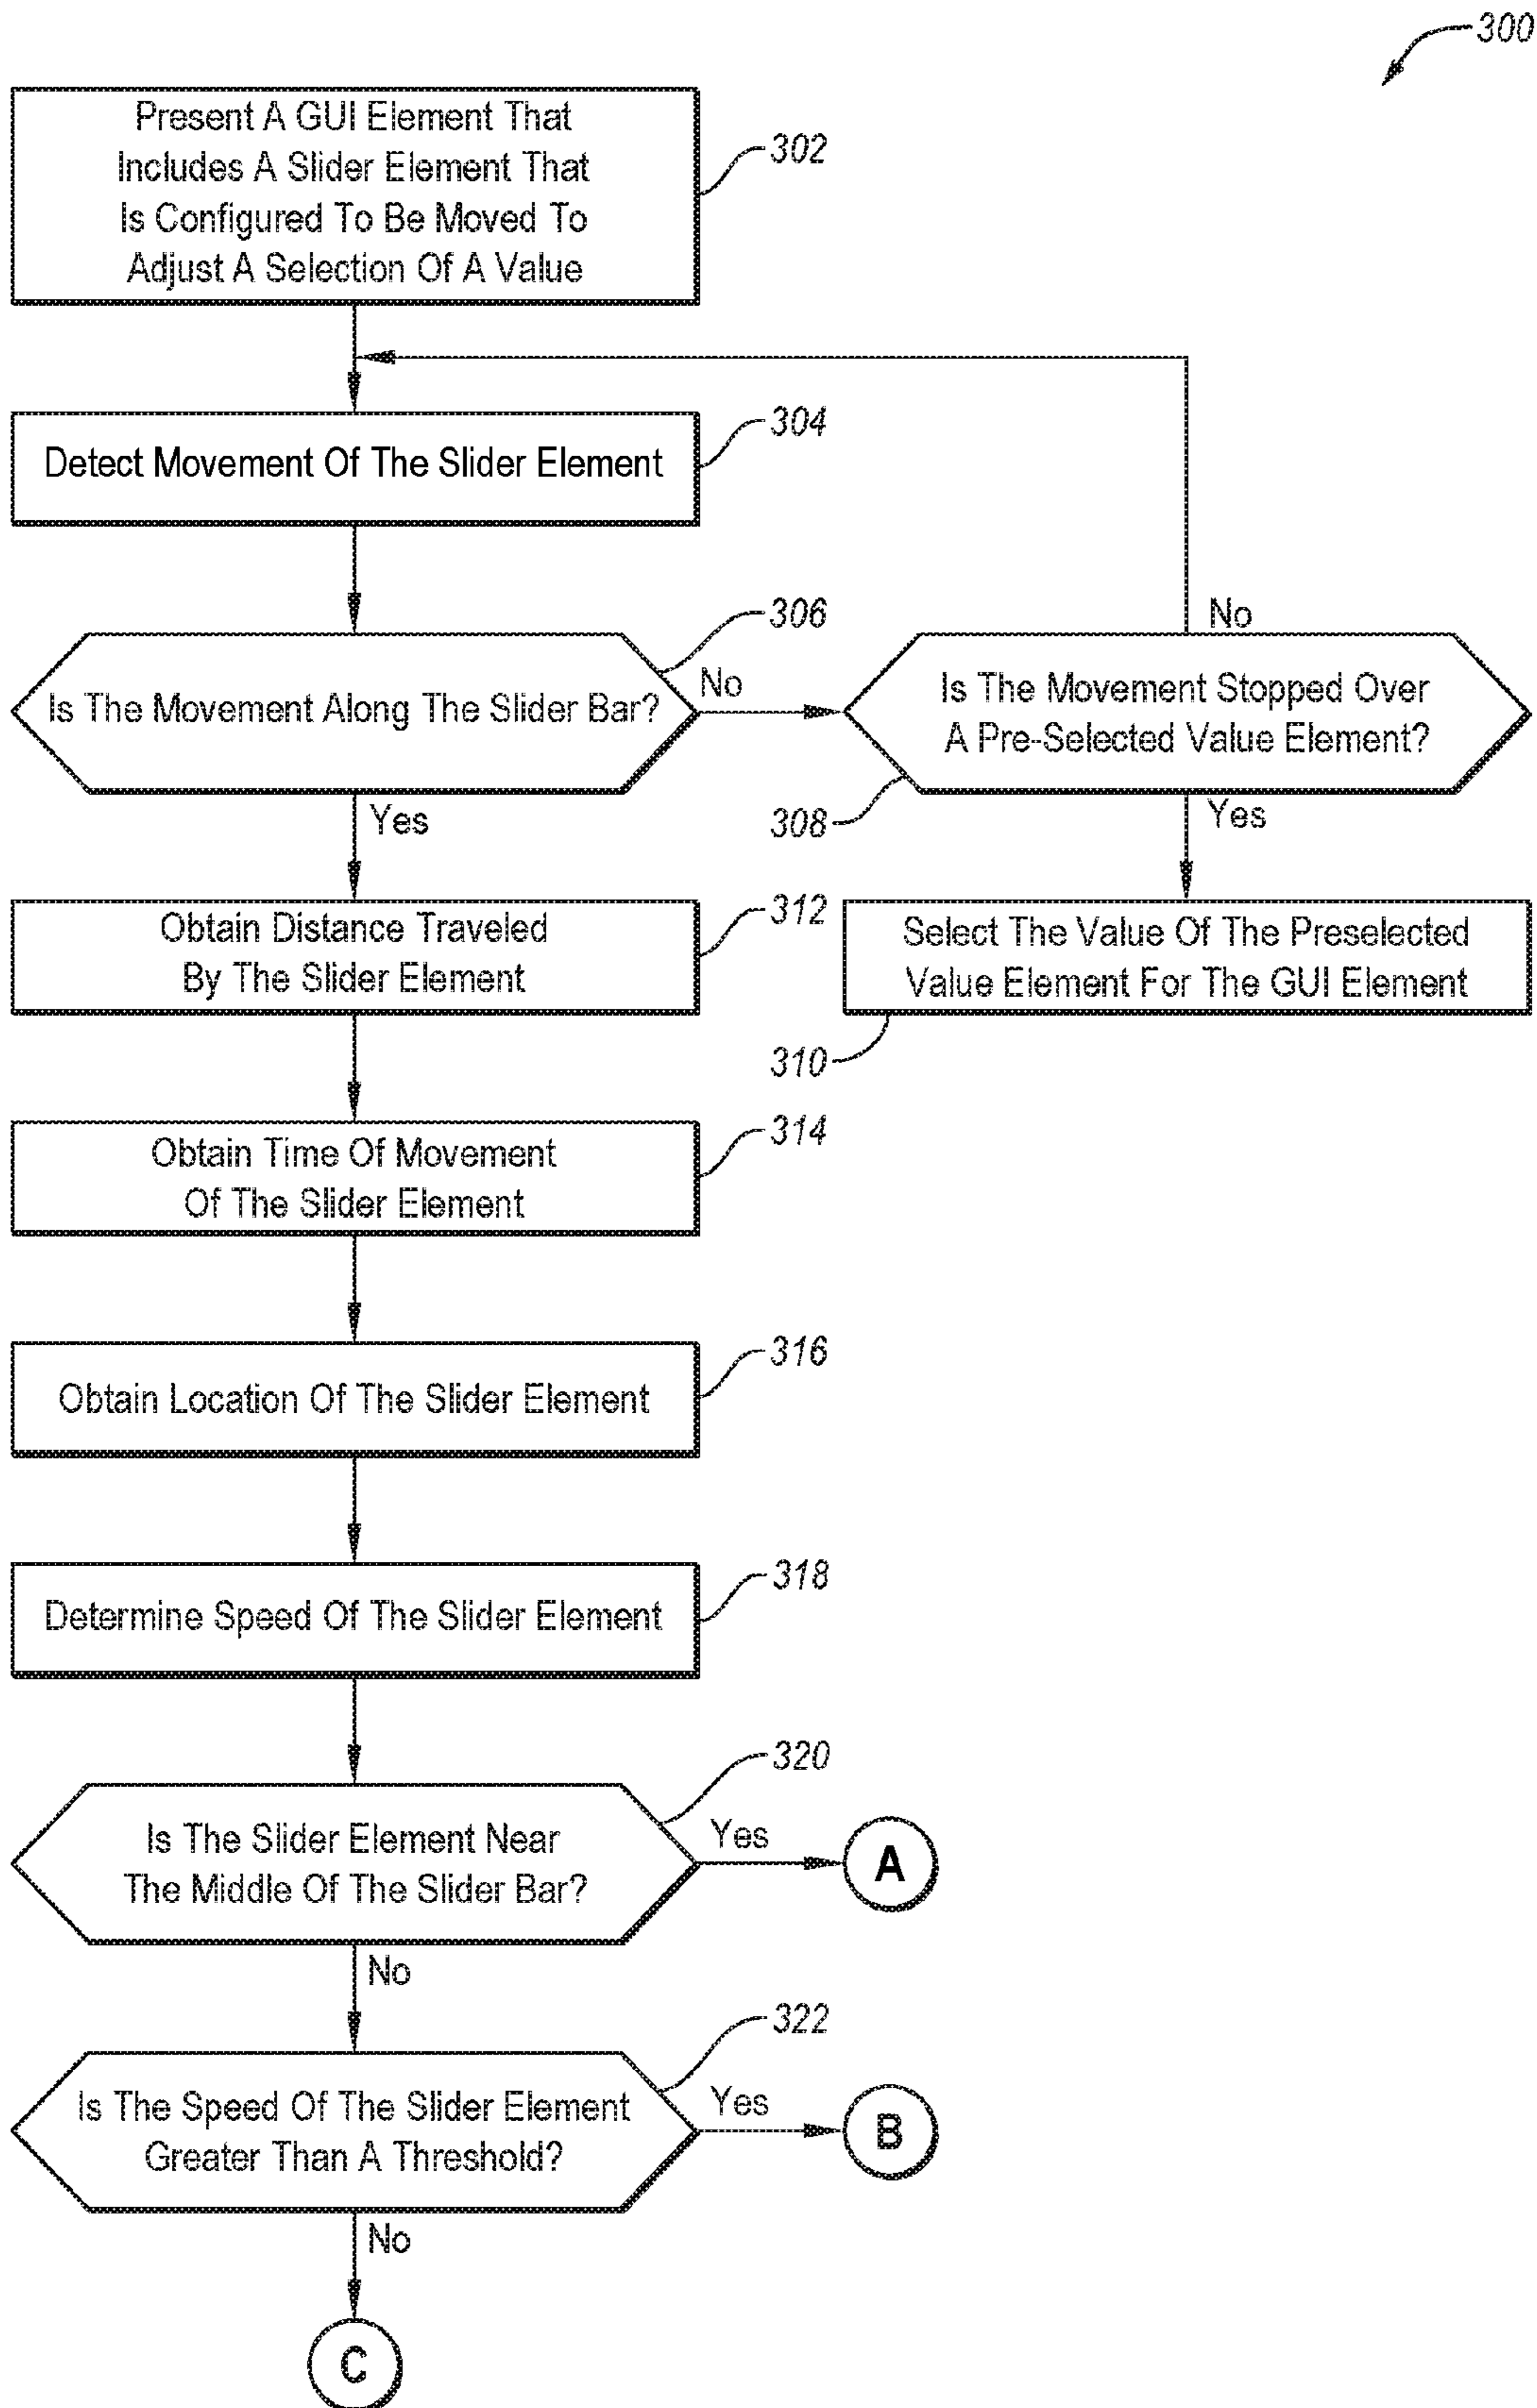 300
Present A GUI Element That
Includes A Slider Element That
Is Configured To Be Moved To
Adjust A Selection Of A Value
302
Detect Movement Of The Slider Element
304
Is The Movement Along The Slider Bar?
306
No
Yes
Is The Movement Stopped Over
A Pre-Selected Value Element?
308
No
Yes
Select The Value Of The Preselected
Value Element For The GUI Element
310
Obtain Distance Traveled
By The Slider Element
312
Obtain Time Of Movement
Of The Slider Element
314
Obtain Location Of The Slider Element
316
Determine Speed Of The Slider Element
318
Is The Slider Element Near
The Middle Of The Slider Bar?
320
Yes
A
No
Is The Speed Of The Slider Element
Greater Than A Threshold?
322
Yes
B
No
C